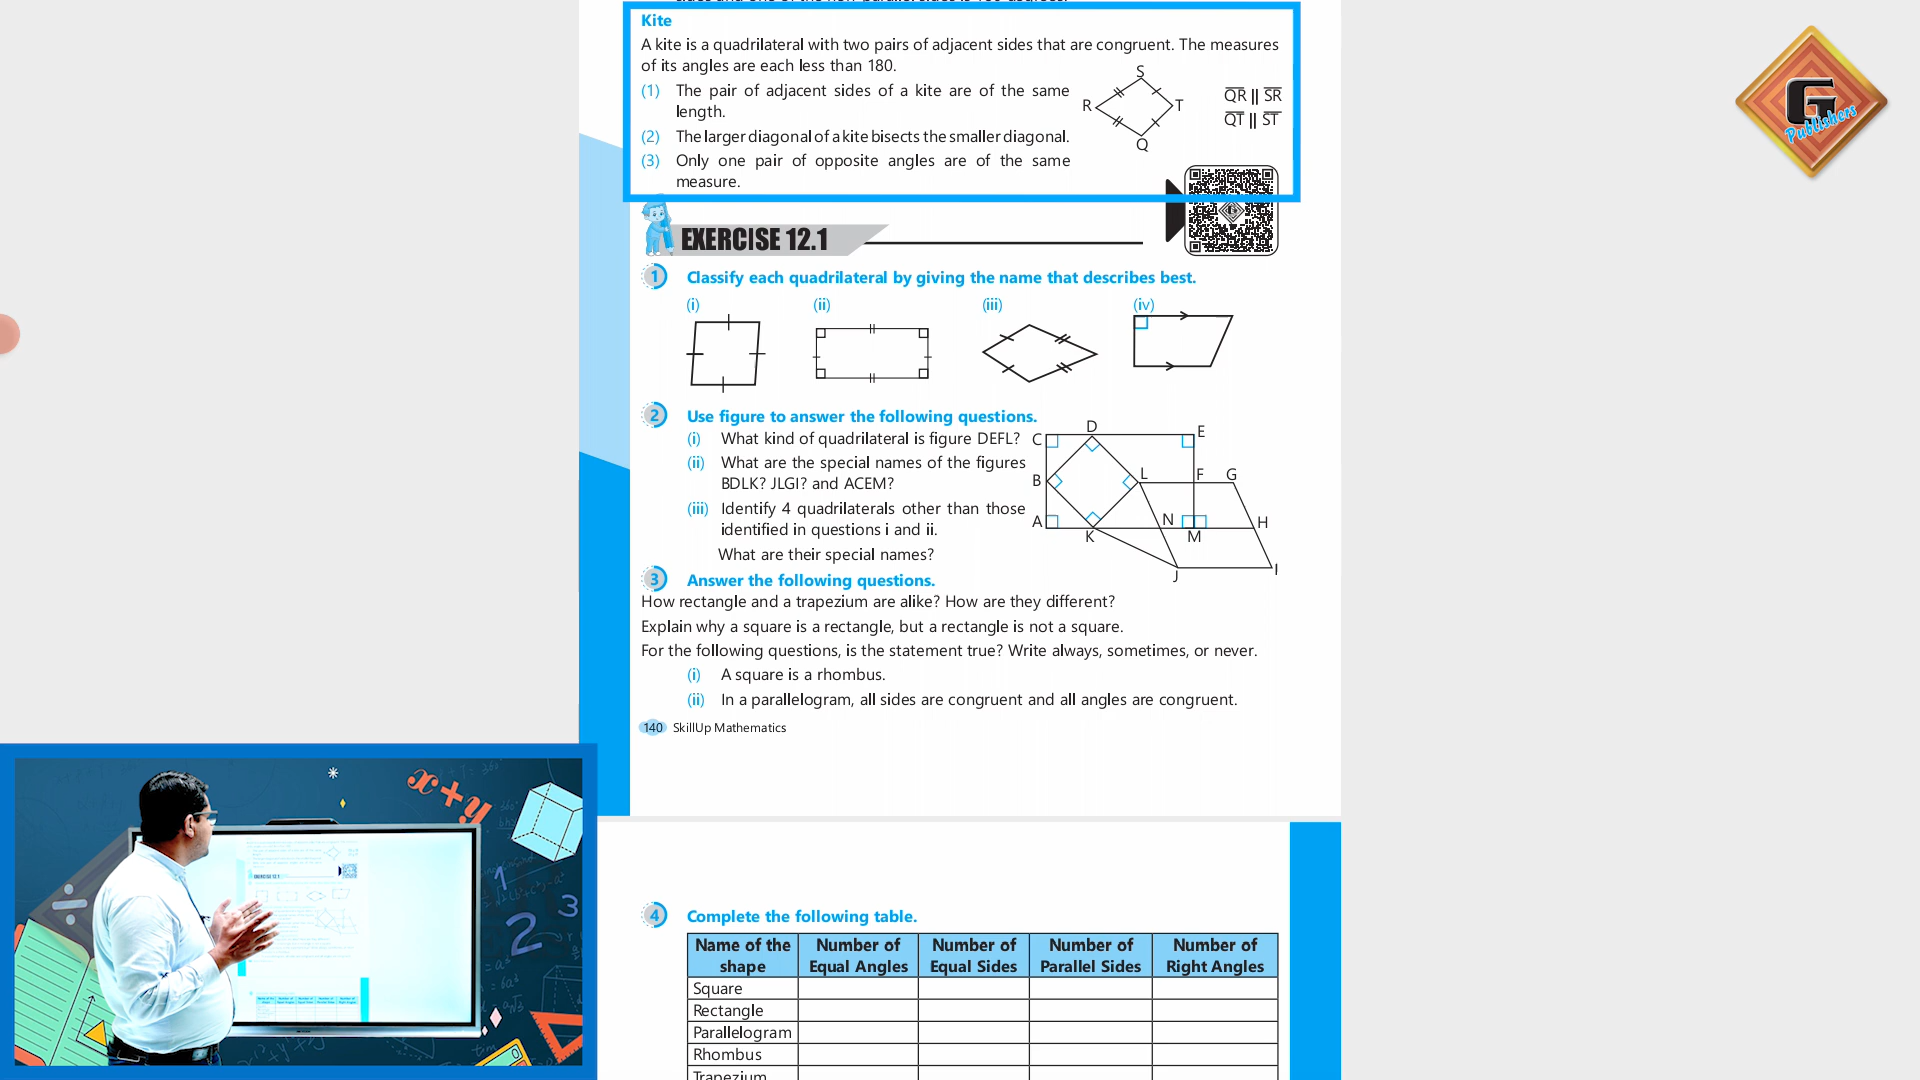 Kite
A kite is a quadrilateral with two pairs of adjacent sides that are congruent. The measures
of its angles are each less than 180.
(1) The pair of adjacent sides of a kite are of the same
length.
(2) The larger diagonal of a kite bisects the smaller diagonal.
(3) Only one pair of opposite angles are of the same
measure.
S
R
T
Q
Q̅R̅ || S̅R̅
Q̅T̅ || S̅T̅
G
Publishers
EXERCISE 12.1
1 Classify each quadrilateral by giving the name that describes best.
(i) (ii) (iii) (iv)
2 Use figure to answer the following questions.
(i) What kind of quadrilateral is figure DEFL?
(ii) What are the special names of the figures
BDLK? JLGI? and ACEM?
(iii) Identify 4 quadrilaterals other than those
identified in questions i and ii.
What are their special names?
C D E
B L F G
A K N M H
J I
3 Answer the following questions.
How rectangle and a trapezium are alike? How are they different?
Explain why a square is a rectangle, but a rectangle is not a square.
For the following questions, is the statement true? Write always, sometimes, or never.
(i) A square is a rhombus.
(ii) In a parallelogram, all sides are congruent and all angles are congruent.
140 SkillUp Mathematics
x+y
1
2
3
4 Complete the following table.
Name of the shape Number of Equal Angles Number of Equal Sides Number of Parallel Sides Number of Right Angles
Square
Rectangle
Parallelogram
Rhombus
Trapezium